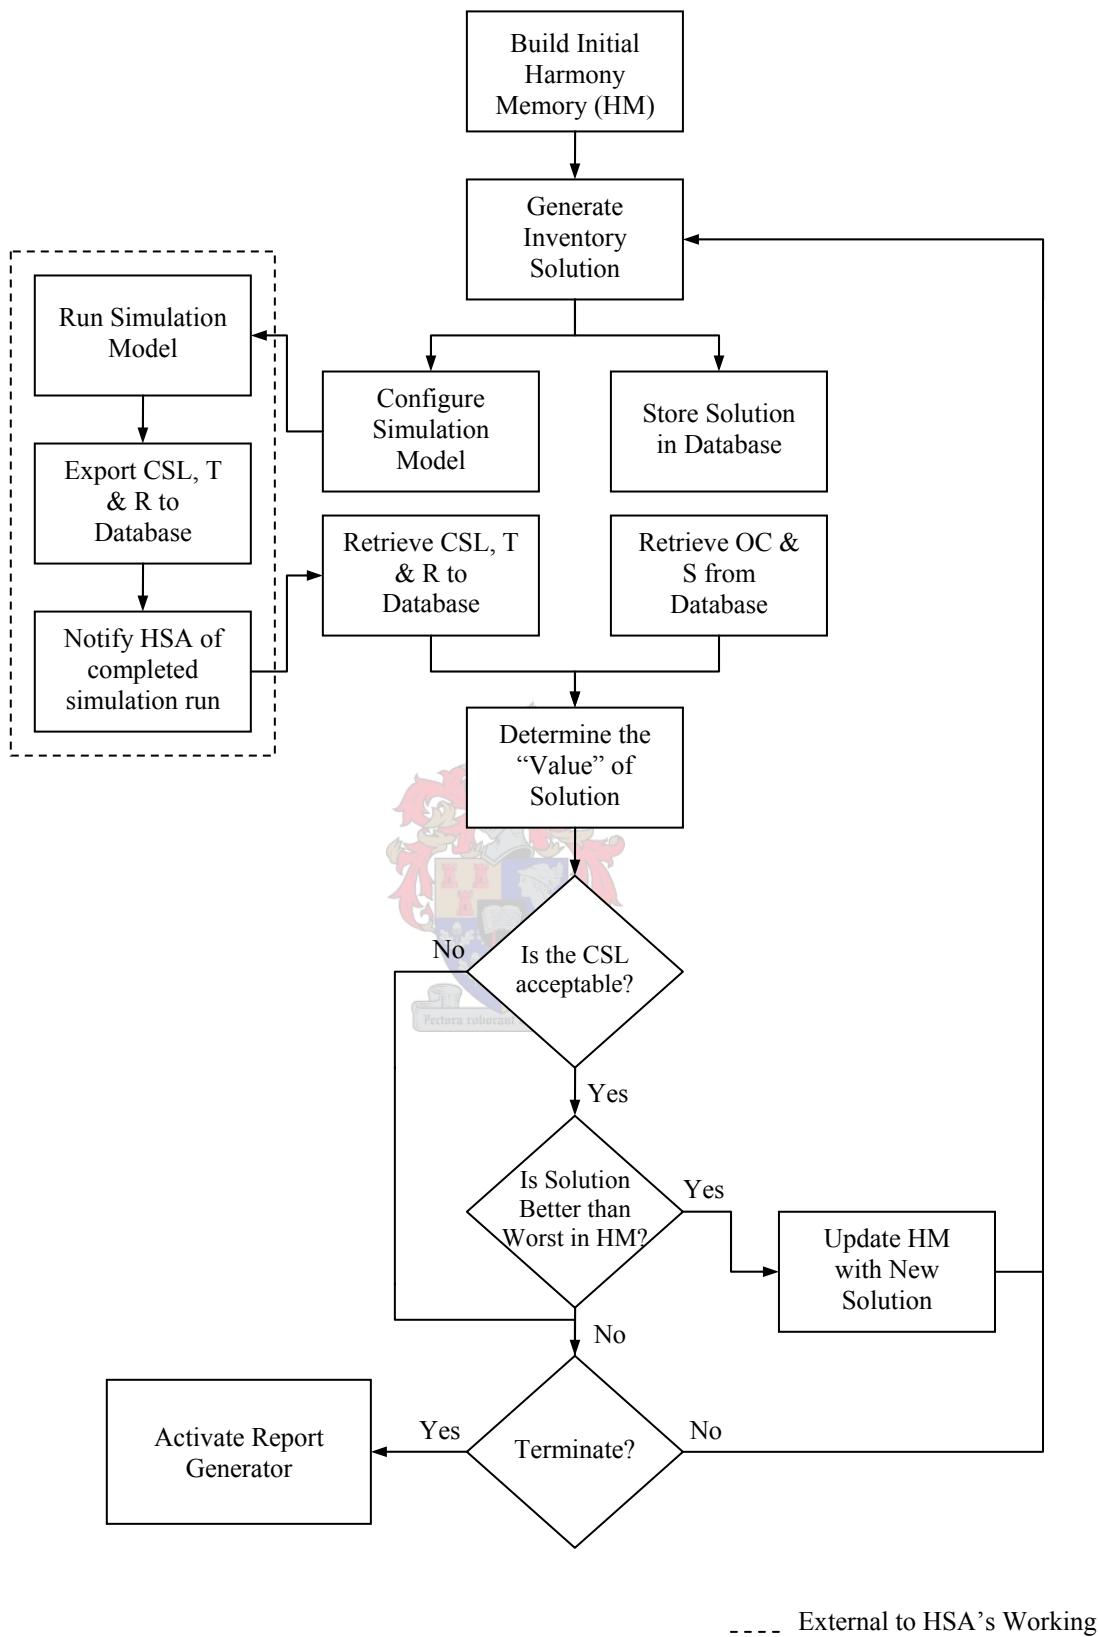 Build Initial
Harmony
Memory (HM)
Generate
Inventory
Solution
Run Simulation
Model
Configure
Simulation
Model
Store Solution
in Database
Export CSL, T
& R to
Database
Retrieve CSL, T
& R to
Database
Retrieve OC &
S from
Database
Notify HSA of
completed
simulation run
Determine the
“Value” of
Solution
No
Is the CSL
acceptable?
Pectora roborant
Yes
Is Solution
Better than
Worst in HM?
Yes
Update HM
with New
Solution
No
Activate Report
Generator
Yes
Terminate?
No
External to HSA's Working